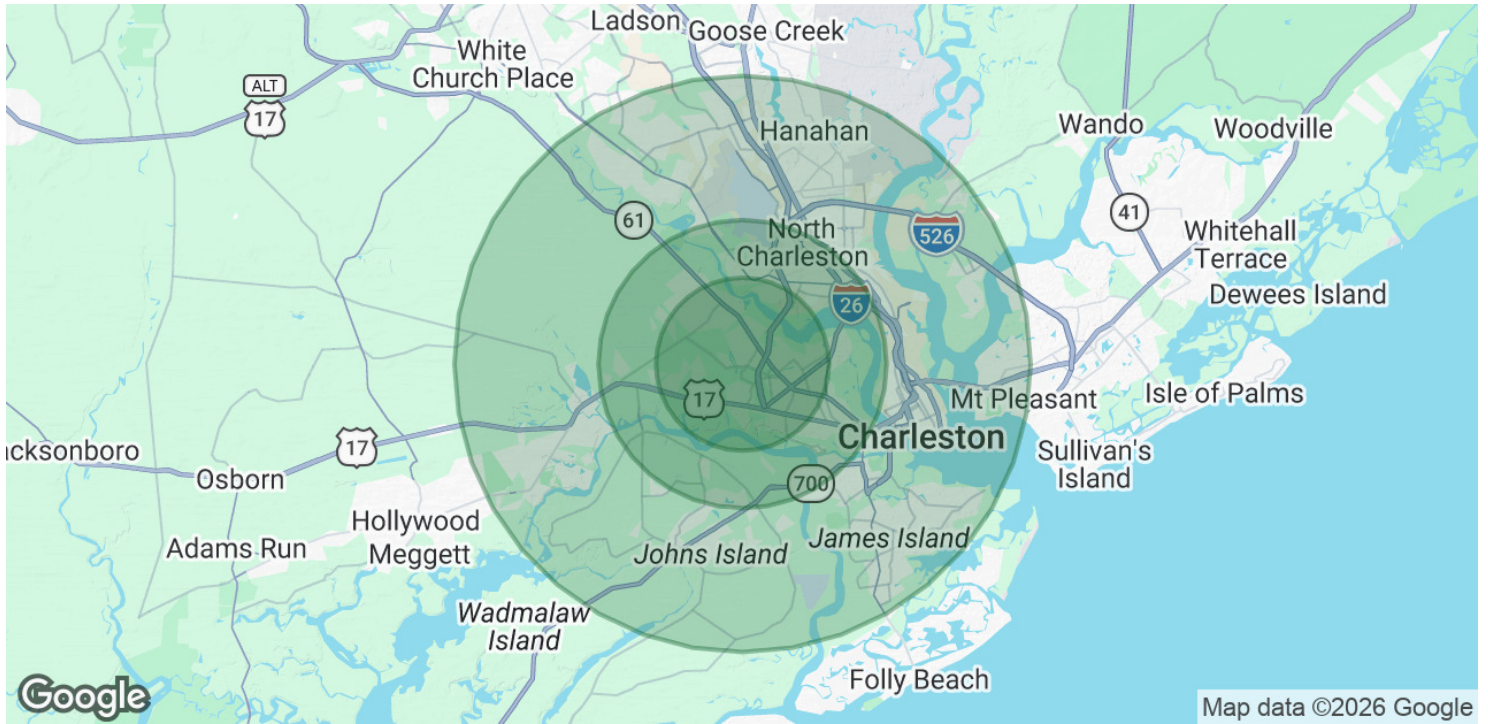 Ladson
Goose Creek
White
Church Place
ALT
17
Hanahan
Wando
Woodville
61
41
North
Charleston
526
Whitehall
Terrace
26
Dewees Island
17
Mt Pleasant
Isle of Palms
Charleston
17
cksonboro
Osborn
Sullivan's
Island
700
Hollywood
Meggett
Adams Run
Johns Island
James Island
Wadmalaw
Island
Folly Beach
Google
Map data ©2026 Google